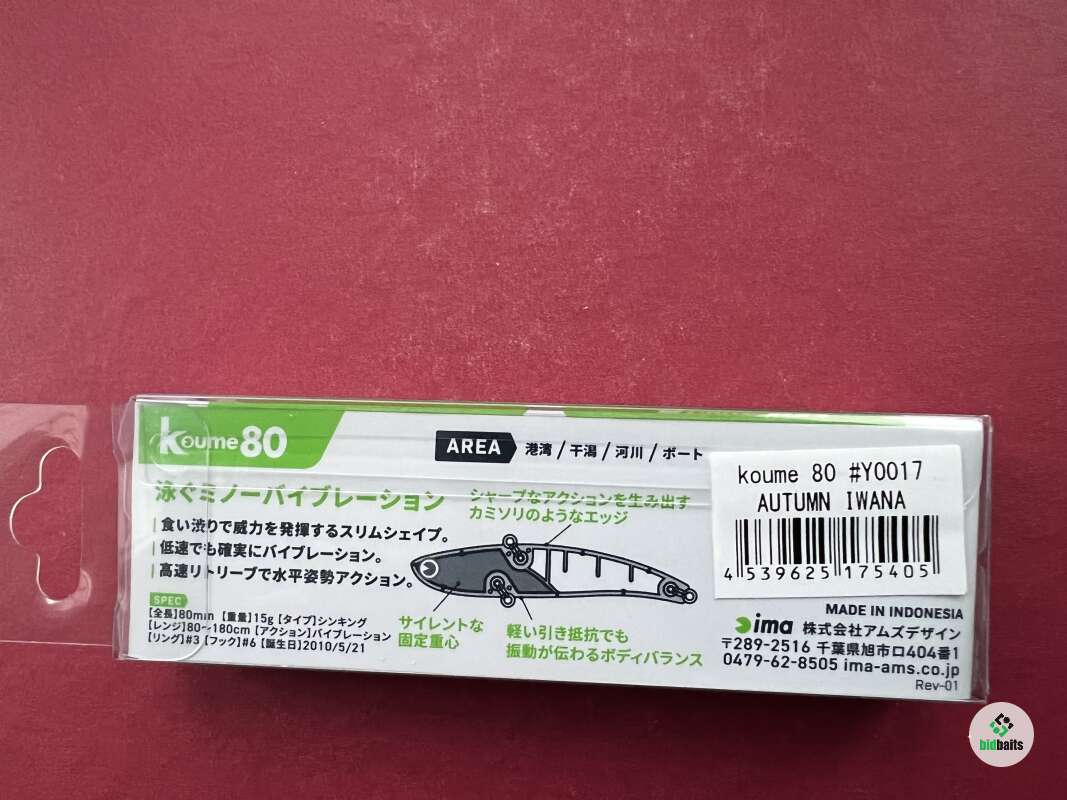 koume80
AREA 港湾/干潟/河川/ボート
泳ぐミノーバイブレーション
食い渋りで威力を発揮するスリムシェイプ。
低速でも確実にバイブレーション。
高速リトリーブで水平姿勢アクション。
SPEC
【全長】80mm【重量】15g【タイプ】シンキング
【レンジ】80〜180cm【アクション】バイブレーション
【リング】#3【フック】#6【誕生日】2010/5/21
シャープなアクションを生み出す
カミソリのようなエッジ
サイレントな
固定重心
軽い引き抵抗でも
振動が伝わるボディバランス
koume 80 #Y0017
AUTUMN IWANA
4 539625 175405
MADE IN INDONESIA
ima 株式会社アムズデザイン
〒289-2516 千葉県旭市ロ404番1
0479-62-8505 ima-ams.co.jp
Rev-01
bidbaits